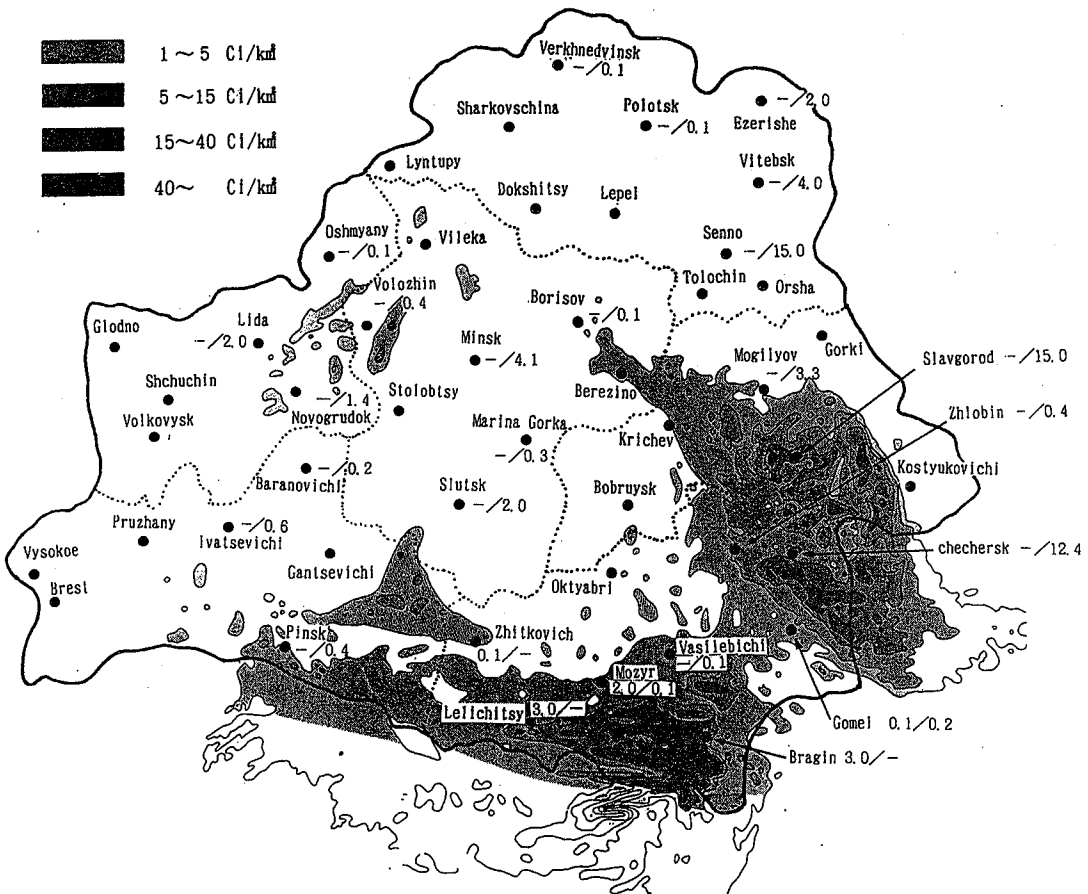 1～5 Ci/k㎡
5～15 Ci/k㎡
15～40 Ci/k㎡
40～ Ci/k㎡
Verkhnedvinsk
-/0.1
Sharkovschina
Polotsk
-/0.1
-/2.0
Ezerishe
Lyntupy
Vitebsk
-/4.0
Dokshitsy
Lepel
Oshmyany
-/0.1
Vileka
Senno
-/15.0
Tolochin
Orsha
Volozhin
-/0.4
Borisov
-/0.1
Glodno
Lida
-/2.0
Minsk
-/4.1
Mogilyov
-/3.3
Gorki
Slavgorod -/15.0
Shchuchin
-/1.4
Novogrudok
Stolobtsy
Berezino
Zhlobin -/0.4
Volkovysk
Marina Gorka
-/0.3
Krichev
Kostyukovichi
-/0.2
Baranovichi
Slutsk
-/2.0
Bobruysk
Pruzhany
-/0.6
Ivatsevichi
chechersk -/12.4
Vysokoe
Brest
Gantsevichi
Oktyabri
Pinsk
-/0.4
Zhitkovich
0.1/-
Vasilebichi
-/0.1
Mozyr
2.0/0.1
Lelichitsy
3.0/-
Gomel 0.1/0.2
Bragin 3.0/-